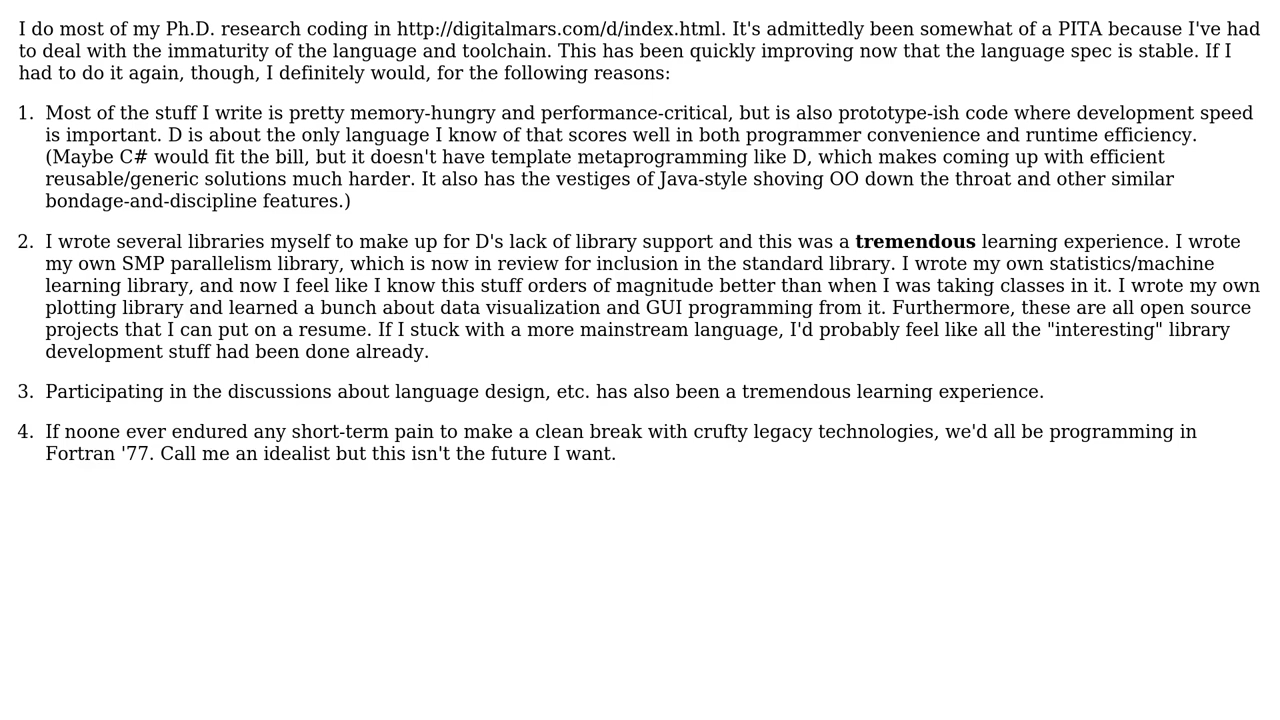 I do most of my Ph.D. research coding in http://digitalmars.com/d/index.html. It's admittedly been somewhat of a PITA because I've had
to deal with the immaturity of the language and toolchain. This has been quickly improving now that the language spec is stable. If I
had to do it again, though, I definitely would, for the following reasons:
1. Most of the stuff I write is pretty memory-hungry and performance-critical, but is also prototype-ish code where development speed
is important. D is about the only language I know of that scores well in both programmer convenience and runtime efficiency.
(Maybe C# would fit the bill, but it doesn't have template metaprogramming like D, which makes coming up with efficient
reusable/generic solutions much harder. It also has the vestiges of Java-style shoving OO down the throat and other similar
bondage-and-discipline features.)
2. I wrote several libraries myself to make up for D's lack of library support and this was a tremendous learning experience. I wrote
my own SMP parallelism library, which is now in review for inclusion in the standard library. I wrote my own statistics/machine
learning library, and now I feel like I know this stuff orders of magnitude better than when I was taking classes in it. I wrote my own
plotting library and learned a bunch about data visualization and GUI programming from it. Furthermore, these are all open source
projects that I can put on a resume. If I stuck with a more mainstream language, I'd probably feel like all the "interesting" library
development stuff had been done already.
3. Participating in the discussions about language design, etc. has also been a tremendous learning experience.
4. If noone ever endured any short-term pain to make a clean break with crufty legacy technologies, we'd all be programming in
Fortran '77. Call me an idealist but this isn't the future I want.